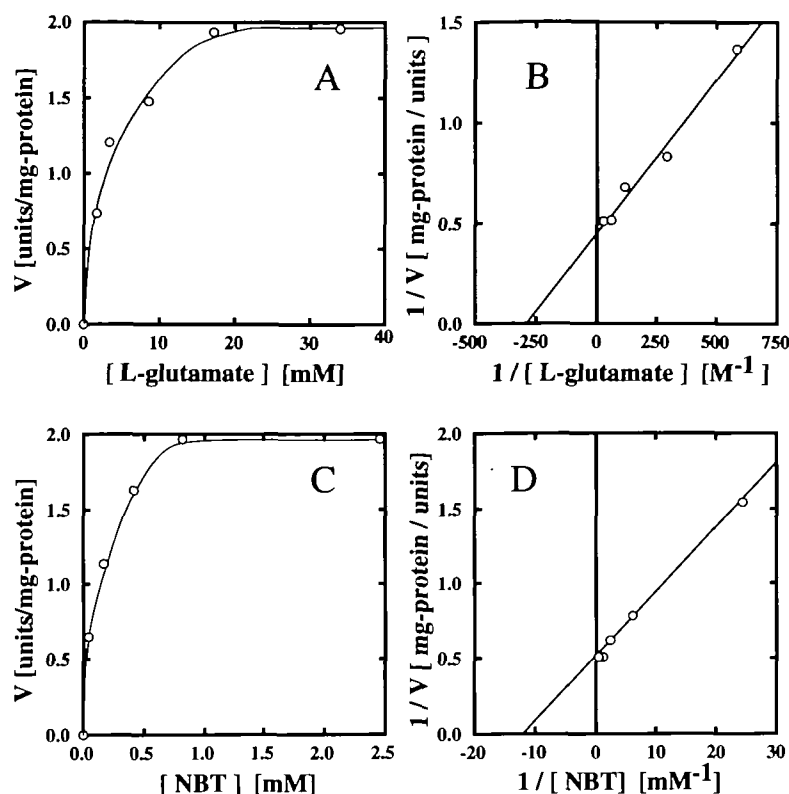 A
V [units/mg-protein]
2.0
1.5
1.0
0.5
0.0
0 10 20 30 40
[ L-glutamate ] [mM]
B
1 / V [ mg-protein / units ]
1.5
1.0
0.5
0.0
-500 -250 0 250 500 750
1 / [ L-glutamate ] [M-1 ]
C
V [units/mg-protein]
2.0
1.5
1.0
0.5
0.0
0.0 0.5 1.0 1.5 2.0 2.5
[ NBT ] [mM]
D
1 / V [ mg-protein / units]
2.0
1.5
1.0
0.5
0.0
-20 -10 0 10 20 30
1 / [ NBT] [mM-1]